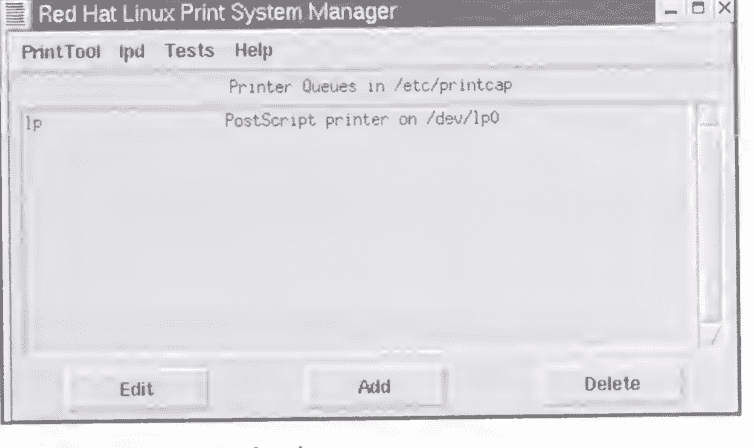 Red Hat Linux Print System Manager
PrintTool lpd Tests Help
Printer Queues in /etc/printcap
lp PostScript printer on /dev/lp0
Edit Add Delete